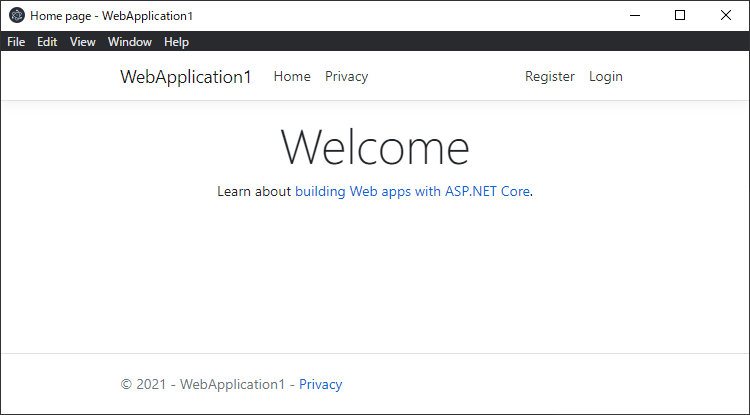 Home page - WebApplication1
File Edit View Window Help
WebApplication1 Home Privacy Register Login
Welcome
Learn about building Web apps with ASP.NET Core.
© 2021 - WebApplication1 - Privacy